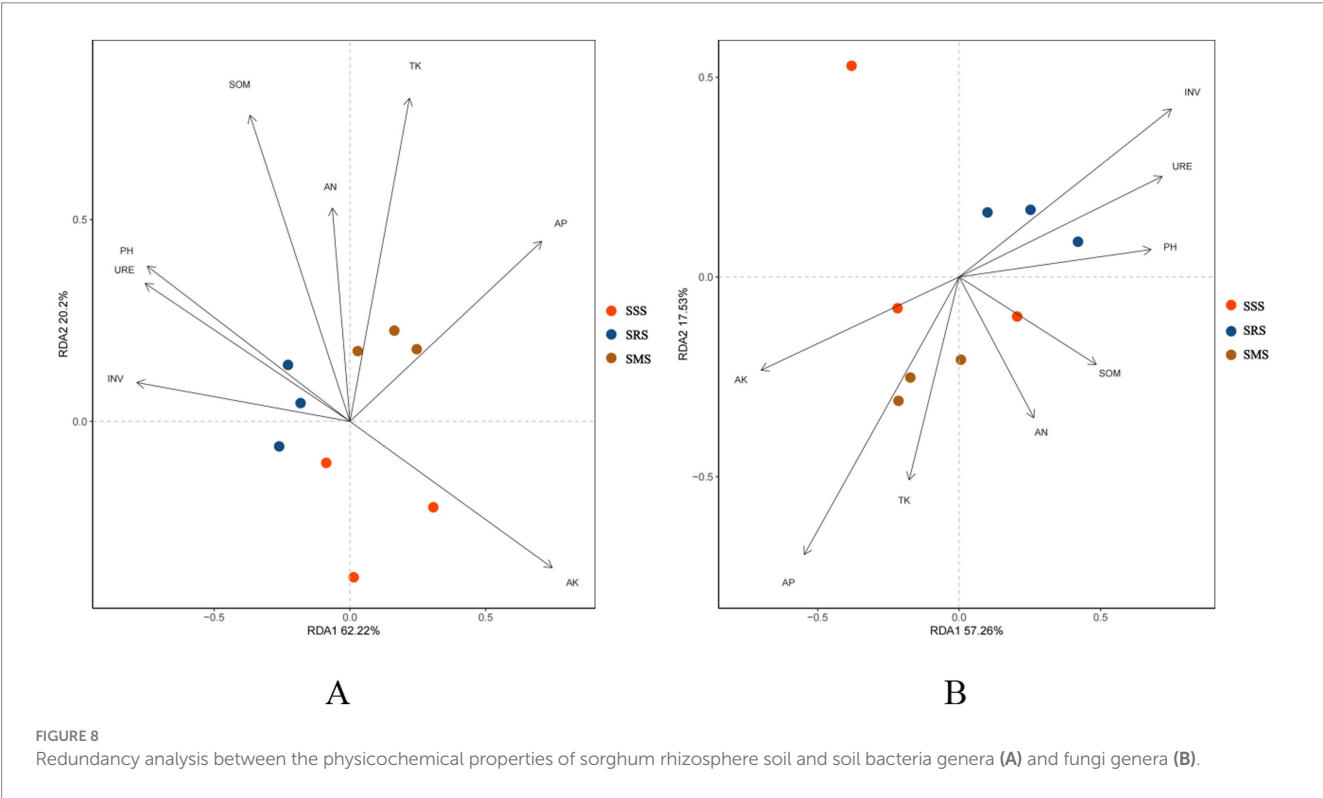 SOM
TK
AN
AP
PH
URE
INV
AK
0.5
0.0
−0.5
0.0
0.5
RDA2 20.2%
RDA1 62.22%
SSS
SRS
SMS
A
INV
URE
PH
SOM
AN
AK
TK
AP
0.5
0.0
−0.5
−0.5
0.0
0.5
RDA2 17.53%
RDA1 57.26%
SSS
SRS
SMS
B
FIGURE 8
Redundancy analysis between the physicochemical properties of sorghum rhizosphere soil and soil bacteria genera (A) and fungi genera (B).